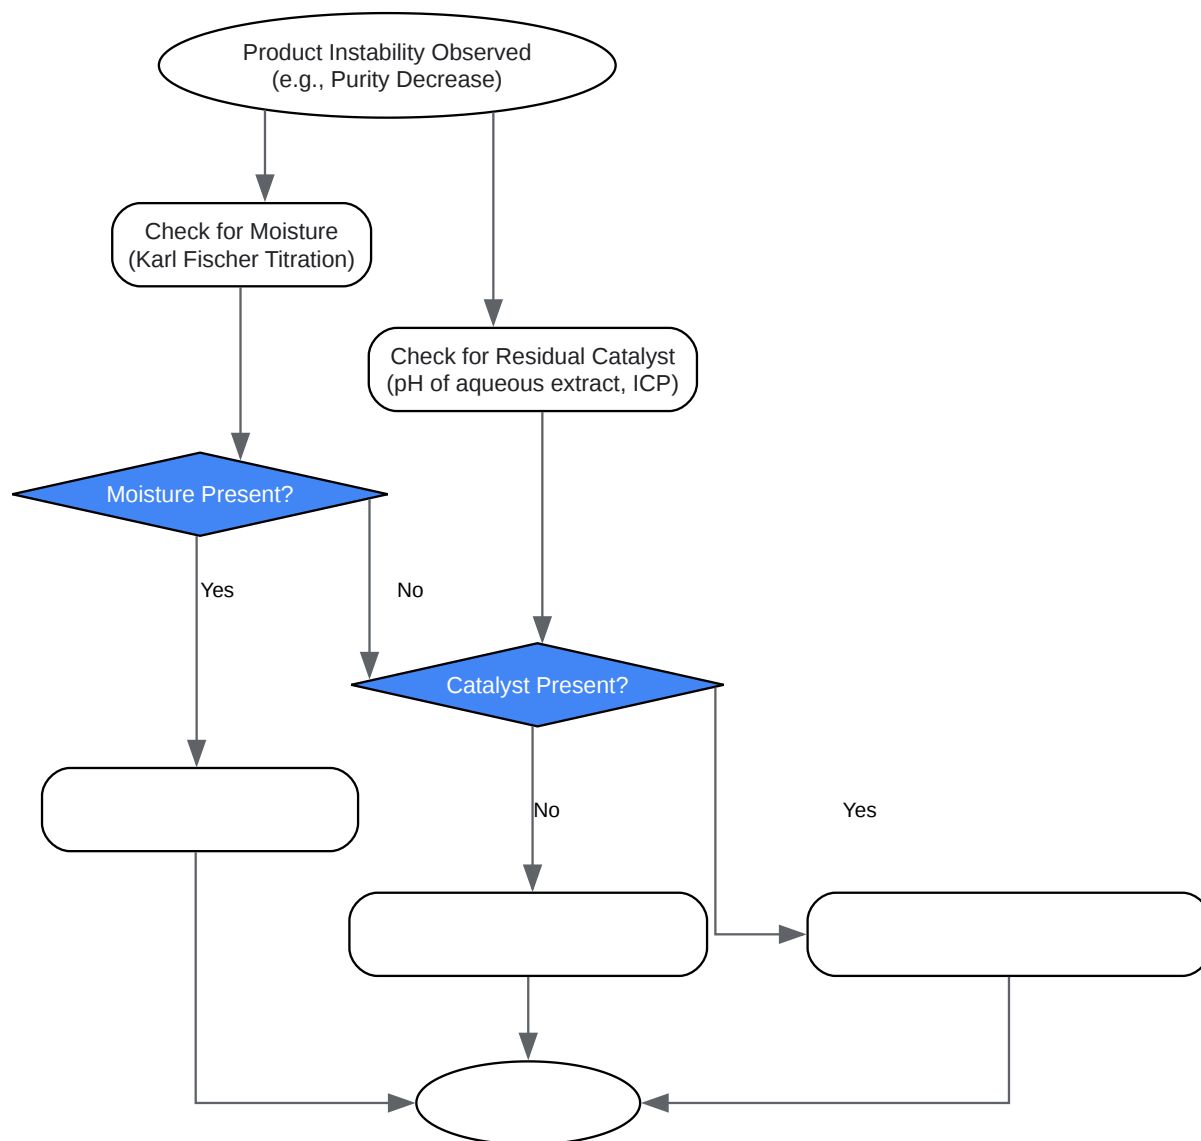 Product Instability Observed
(e.g., Purity Decrease)
Check for Moisture
(Karl Fischer Titration)
Check for Residual Catalyst
(pH of aqueous extract, ICP)
Moisture Present?
Yes
No
Catalyst Present?
No
Yes